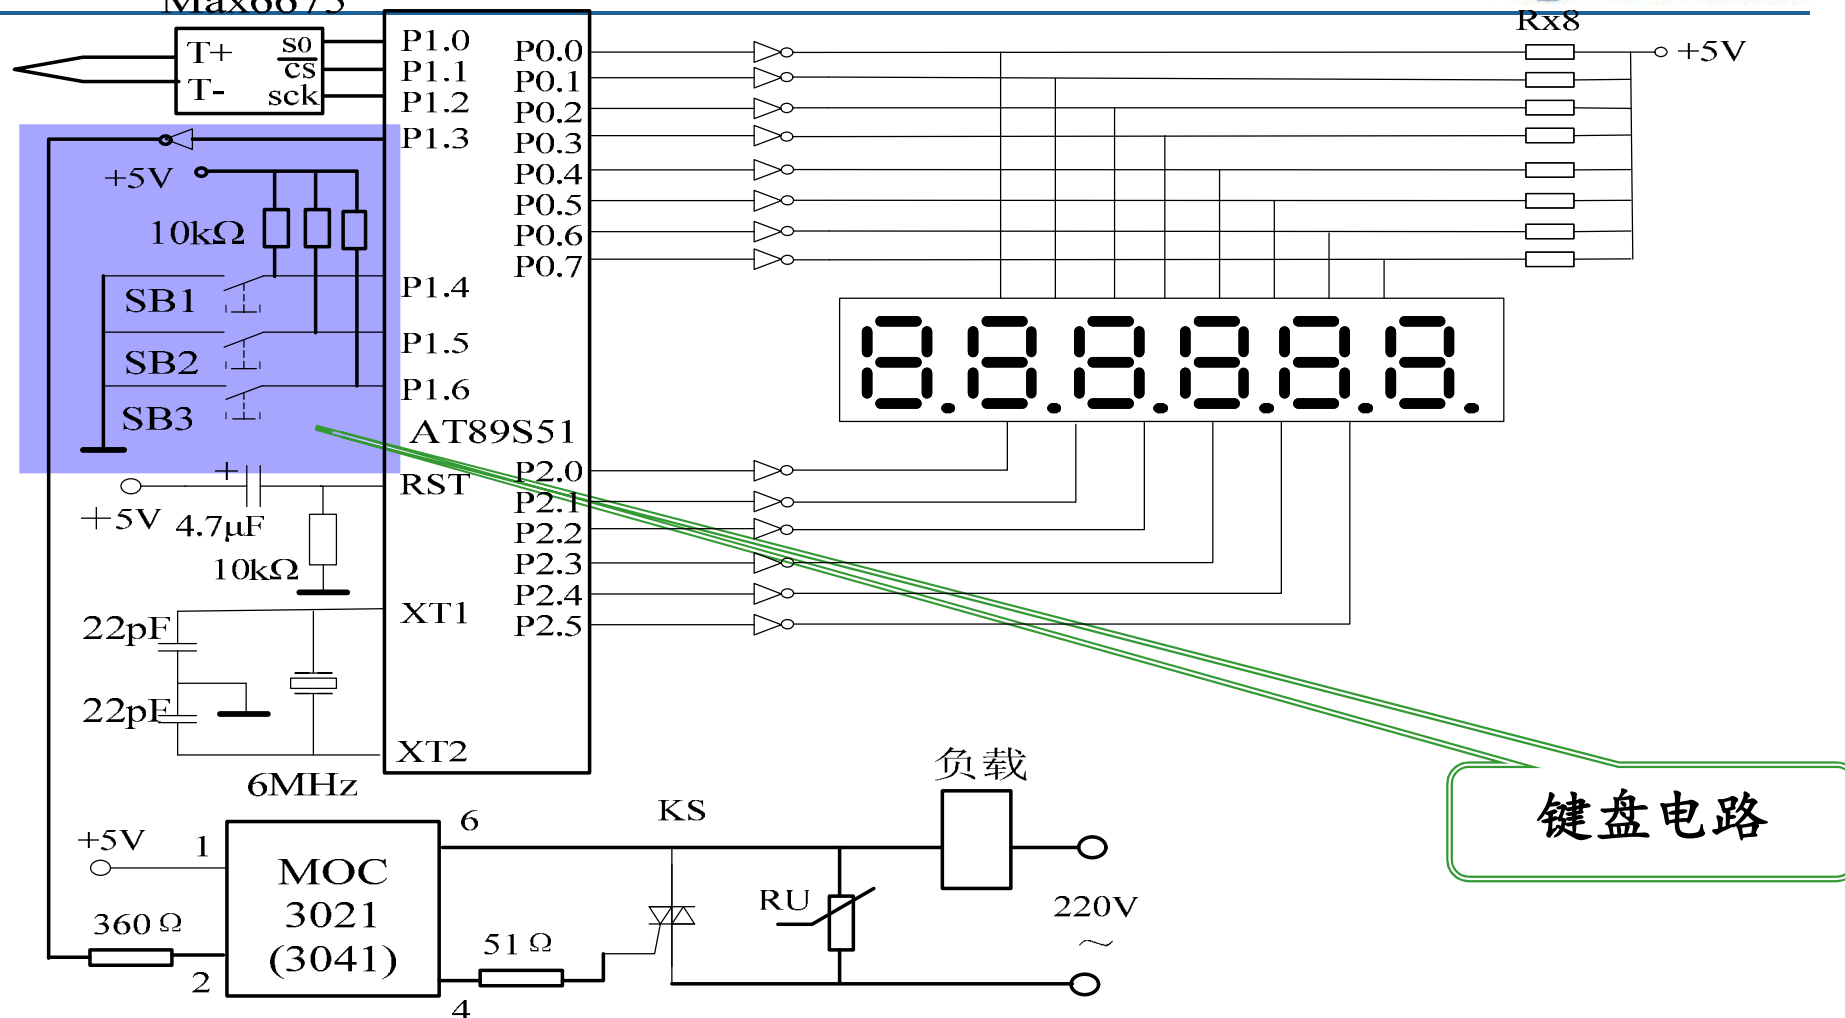 Max6675
Rx8
T+
T-
so
cs
sck
P1.0
P1.1
P1.2
P1.3
P0.0
P0.1
P0.2
P0.3
P0.4
P0.5
P0.6
P0.7
+5V
+5V
10kΩ
SB1
SB2
SB3
P1.4
P1.5
P1.6
AT89S51
RST
+
+5V
4.7μF
10kΩ
P2.0
P2.1
P2.2
P2.3
P2.4
P2.5
22pF
22pF
XT1
XT2
6MHz
键盘电路
+5V
1
MOC
3021
(3041)
6
KS
负载
RU
220V
~
360Ω
2
51Ω
4